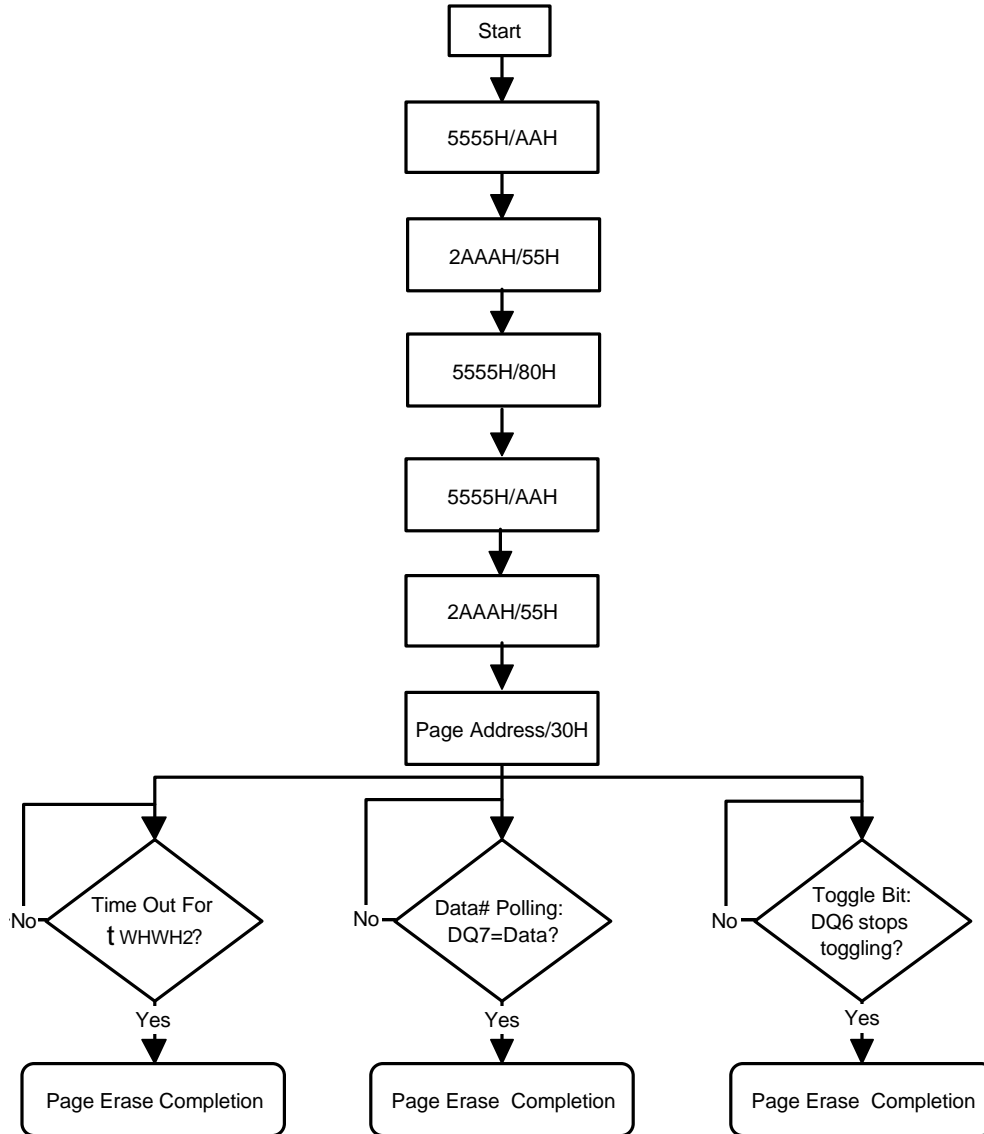 Start
5555H/AAH
2AAAH/55H
5555H/80H
5555H/AAH
2AAAH/55H
Page Address/30H
No
Time Out For
t WHWH2?
No
Data# Polling:
DQ7=Data?
No
Toggle Bit:
DQ6 stops
toggling?
Yes
Yes
Yes
Page Erase Completion
Page Erase Completion
Page Erase Completion